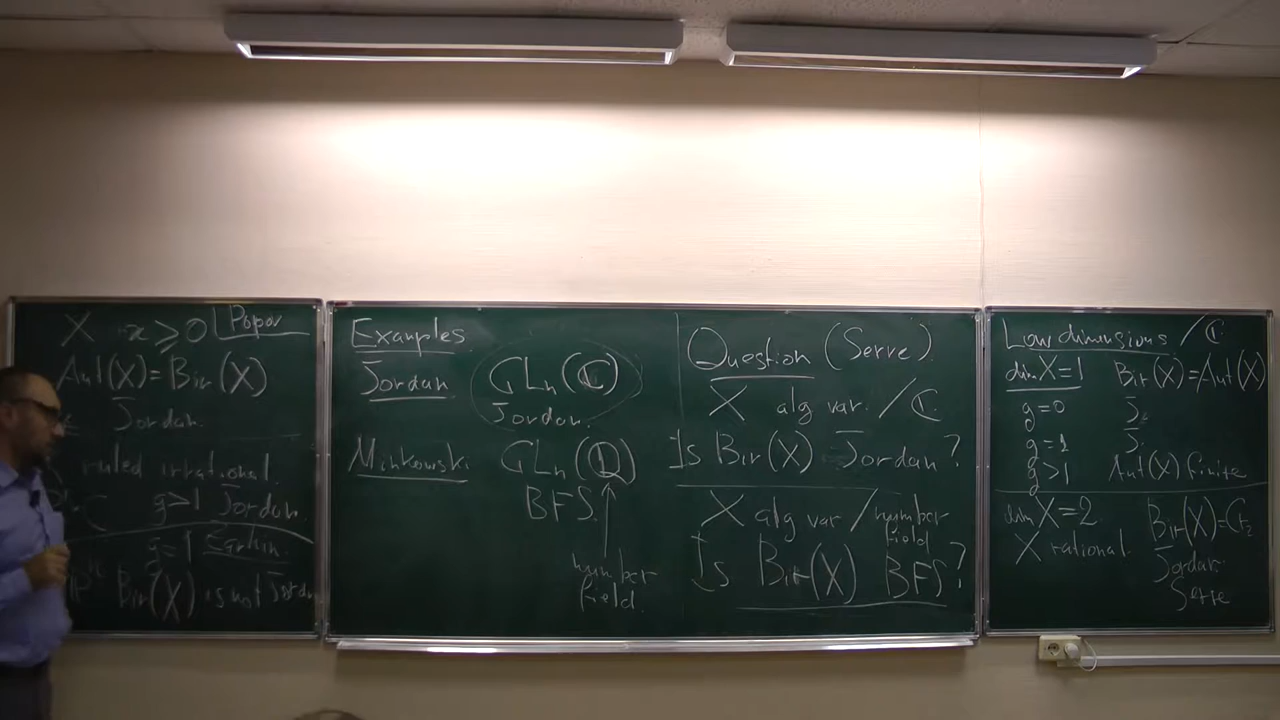 X æ ⩾ 0 Popov
Aut(X) = Bir(X)
Jordan
ruled irrational
C g > 1 Jordan
g = 1 Zarhin
Bir(X) is not Jordan
Examples
Jordan GLn(ℂ)
Jordan.
Minkowski GLn(ℚ)
BFS.
number
field.
Question (Serre).
X alg var. / ℂ.
Is Bir(X) Jordan?
X alg var / number
field
Is Bir(X) BFS?
Low dimensions / ℂ
dim X = 1 Bir(X) = Aut(X)
g = 0 J.
g = 1 J.
g > 1 Aut(X) finite
dim X = 2 Bir(X) = Cr2
X rational. Jordan
Serre